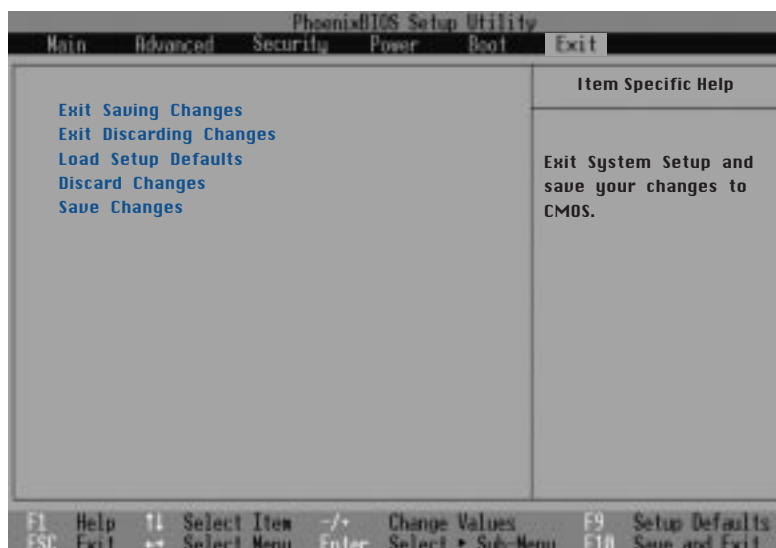 PhoenixBIOS Setup Utility
Main Advanced Security Power Boot Exit
Item Specific Help
Exit Saving Changes
Exit Discarding Changes
Load Setup Defaults
Discard Changes
Save Changes
Exit System Setup and
save your changes to
CMOS.
F1 Help ↑↓ Select Item -/+ Change Values F9 Setup Defaults
ESC Exit ←→ Select Menu Enter Select ▸ Sub-Menu F10 Save and Exit